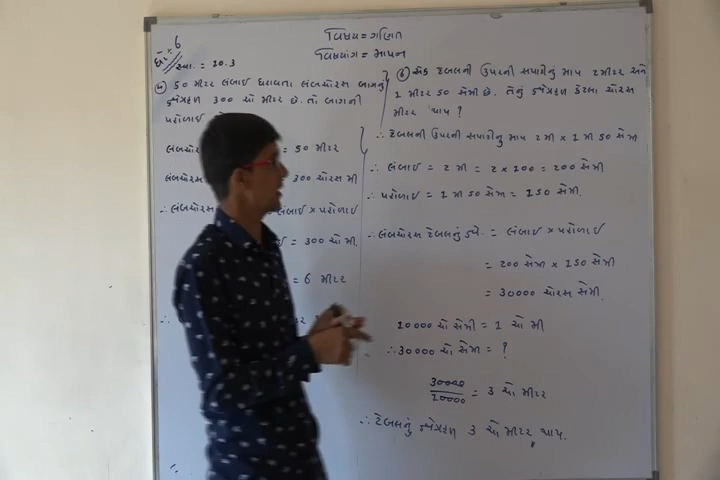 ધો. ૬
સ્વા. = 10.3
વિષય = ગણિત
વિષયાંગ = માપન
૫) 50 મીટર લંબાઈ ધરાવતા લંબચોરસ બાગનું
ક્ષેત્રફળ 300 ચો મીટર છે. તો બાગની
પહોળાઈ
લંબચોરસ = 50 મીટર
લંબચોરસ 300 ચોરસ મી
∴ લંબચોરસ લંબાઈ × પહોળાઈ
= 300 ચો મી.
= 6 મીટર
∴
૬) એક ટેબલની ઉપરની સપાટીનું માપ 2 મીટર અને
1 મીટર 50 સેમી છે. તેનું ક્ષેત્રફળ કેટલા ચોરસ
મીટર થાય ?
∴ ટેબલની ઉપરની સપાટીનું માપ 2 મી × 1 મી 50 સેમી
∴ લંબાઈ = 2 મી = 2 × 100 = 200 સેમી
∴ પહોળાઈ = 1 મી 50 સેમી = 150 સેમી.
∴ લંબચોરસ ટેબલનું ક્ષે. = લંબાઈ × પહોળાઈ
= 200 સેમી × 150 સેમી
= 30000 ચોરસ સેમી
10000 ચો સેમી = 1 ચો મી
∴ 30000 ચો સેમી = ?
30000/10000 = 3 ચો મીટર
∴ ટેબલનું ક્ષેત્રફળ 3 ચો મીટર થાય.